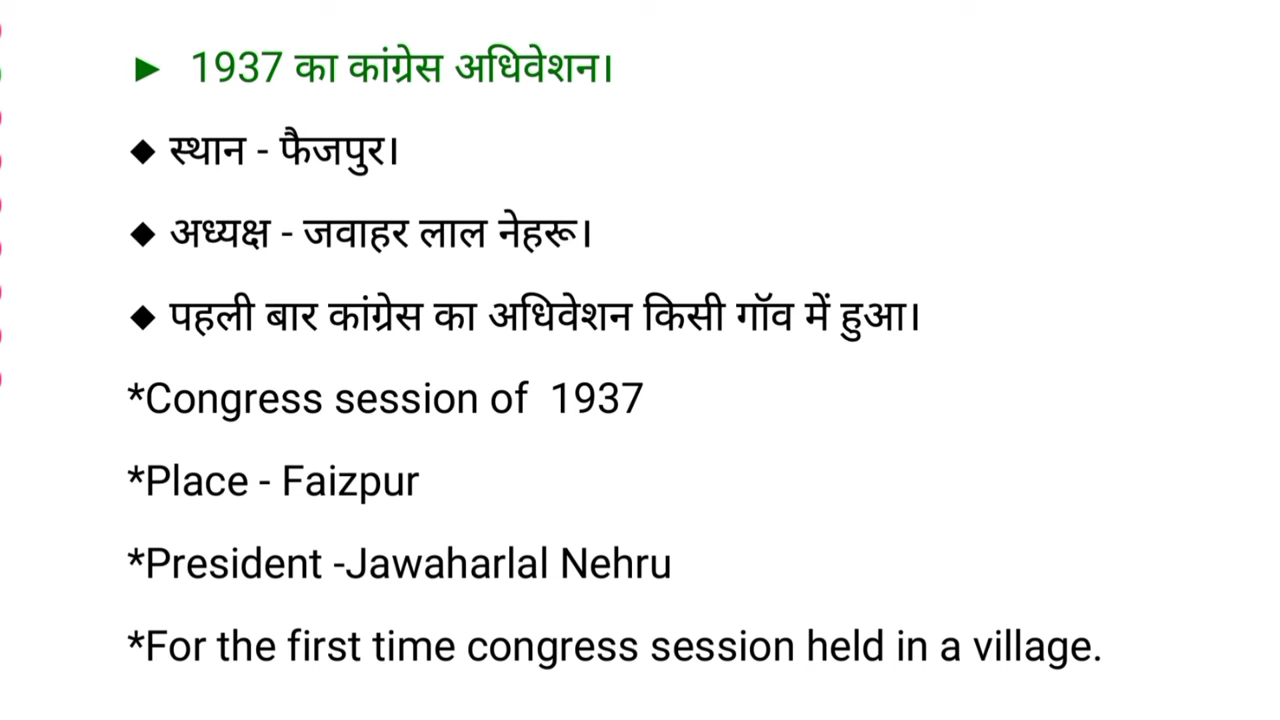 ► 1937 का कांग्रेस अधिवेशन।
◆ स्थान - फैजपुर।
◆ अध्यक्ष - जवाहर लाल नेहरू।
◆ पहली बार कांग्रेस का अधिवेशन किसी गॉव में हुआ।
*Congress session of 1937
*Place - Faizpur
*President -Jawaharlal Nehru
*For the first time congress session held in a village.